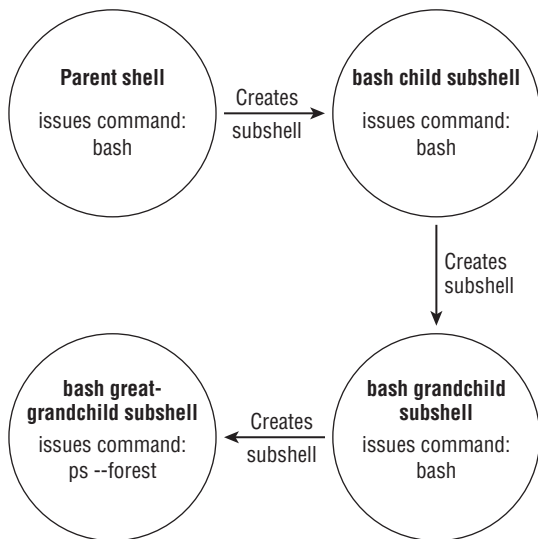 Parent shell
issues command:
bash
Creates
subshell
bash child subshell
issues command:
bash
Creates
subshell
bash grandchild
subshell
issues command:
bash
Creates
subshell
bash great-
grandchild subshell
issues command:
ps --forest